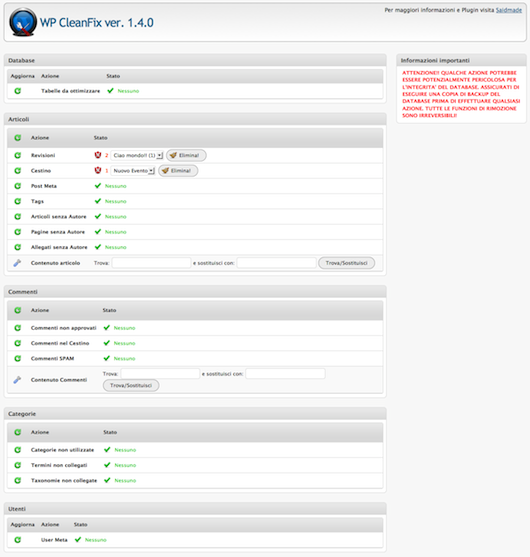 WP CleanFix ver. 1.4.0
Per maggiori informazioni e Plugin visita Saidmade
Database
Aggiorna Azione Stato
Tabelle da ottimizzare Nessuno
Articoli
Azione Stato
Revisioni 2 Ciao mondo!! (1) Elimina!
Cestino 1 Nuovo Evento Elimina!
Post Meta Nessuno
Tags Nessuno
Articoli senza Autore Nessuno
Pagine senza Autore Nessuno
Allegati senza Autore Nessuno
Contenuto articolo Trova: e sostituisci con: Trova/Sostituisci
Commenti
Azione Stato
Commenti non approvati Nessuno
Commenti nel Cestino Nessuno
Commenti SPAM Nessuno
Contenuto Commenti Trova: e sostituisci con:
Trova/Sostituisci
Categorie
Azione Stato
Categorie non utilizzate Nessuno
Termini non collegati Nessuno
Taxonomie non collegate Nessuno
Utenti
Aggiorna Azione Stato
User Meta Nessuno
Informazioni importanti
ATTENZIONE!! QUALCHE AZIONE POTREBBE
ESSERE POTENZIALMENTE PERICOLOSA PER
L'INTEGRITA' DEL DATABASE, ASSICURATI DI
ESEGUIRE UNA COPIA DI BACKUP DEL
DATABASE PRIMA DI EFFETTUARE QUALSIASI
AZIONE. TUTTE LE FUNZIONI DI RIMOZIONE
SONO IRREVERSIBILI!